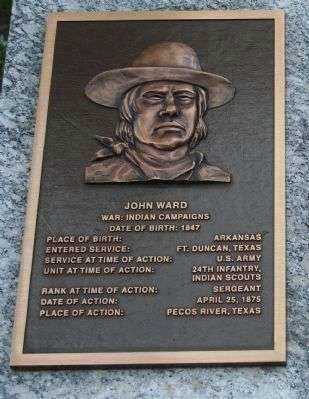 JOHN WARD
WAR: INDIAN CAMPAIGNS
DATE OF BIRTH: 1847
PLACE OF BIRTH: ARKANSAS
ENTERED SERVICE: FT. DUNCAN, TEXAS
SERVICE AT TIME OF ACTION: U.S. ARMY
UNIT AT TIME OF ACTION: 24TH INFANTRY,
INDIAN SCOUTS
RANK AT TIME OF ACTION: SERGEANT
DATE OF ACTION: APRIL 25, 1875
PLACE OF ACTION: PECOS RIVER, TEXAS